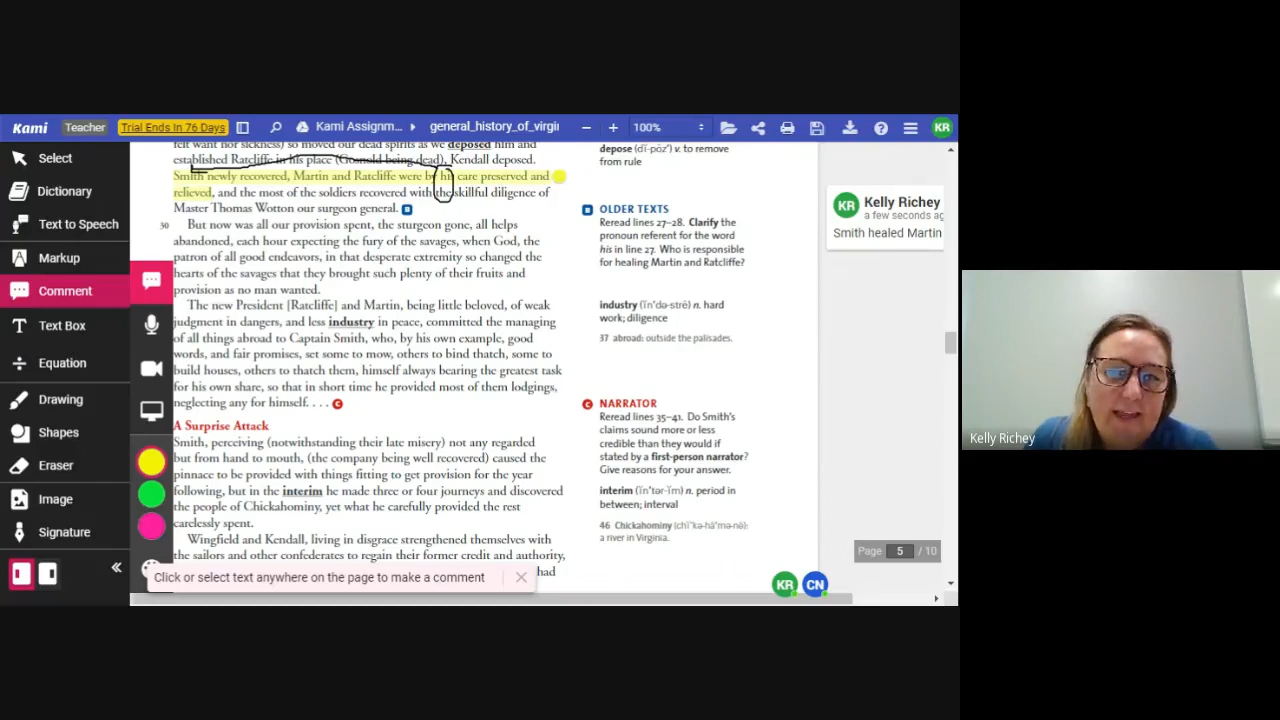 Kami Teacher Trial Ends In 76 Days Kami Assignm... general_history_of_virgi 100% KR
Select
Dictionary
Text to Speech
Markup
Comment
Text Box
Equation
Drawing
Shapes
Eraser
Image
Signature
felt want nor sickness) so moved our dead spirits as we deposed him and
established Ratcliffe in his place (Gosnold being dead), Kendall deposed.
Smith newly recovered, Martin and Ratcliffe were by his care preserved and
relieved, and the most of the soldiers recovered with the skillful diligence of
Master Thomas Wotton our surgeon general. B
30 But now was all our provision spent, the sturgeon gone, all helps
abandoned, each hour expecting the fury of the savages, when God, the
patron of all good endeavors, in that desperate extremity so changed the
hearts of the savages that they brought such plenty of their fruits and
provision as no man wanted.
The new President [Ratcliffe] and Martin, being little beloved, of weak
judgment in dangers, and less industry in peace, committed the managing
of all things abroad to Captain Smith, who, by his own example, good
words, and fair promises, set some to mow, others to bind thatch, some to
build houses, others to thatch them, himself always bearing the greatest task
for his own share, so that in short time he provided most of them lodgings,
neglecting any for himself. . . . C
A Surprise Attack
Smith, perceiving (notwithstanding their late misery) not any regarded
but from hand to mouth, (the company being well recovered) caused the
pinnace to be provided with things fitting to get provision for the year
following, but in the interim he made three or four journeys and discovered
the people of Chickahominy, yet what he carefully provided the rest
carelessly spent.
Wingfield and Kendall, living in disgrace strengthened themselves with
the sailors and other confederates to regain their former credit and authority,
had
Click or select text anywhere on the page to make a comment
depose (dĭ-pōz') v. to remove
from rule
B OLDER TEXTS
Reread lines 27–28. Clarify the
pronoun referent for the word
his in line 27. Who is responsible
for healing Martin and Ratcliffe?
industry (ĭn'də-strē) n. hard
work; diligence
37 abroad: outside the palisades.
C NARRATOR
Reread lines 35–41. Do Smith's
claims sound more or less
credible than they would if
stated by a first-person narrator?
Give reasons for your answer.
interim (ĭn'tər-ĭm) n. period in
between; interval
46 Chickahominy (chĭ"kə-hä'mə-nē):
a river in Virginia.
KR Kelly Richey
a few seconds ag
Smith healed Martin
Page 5 / 10
KR CN
Kelly Richey